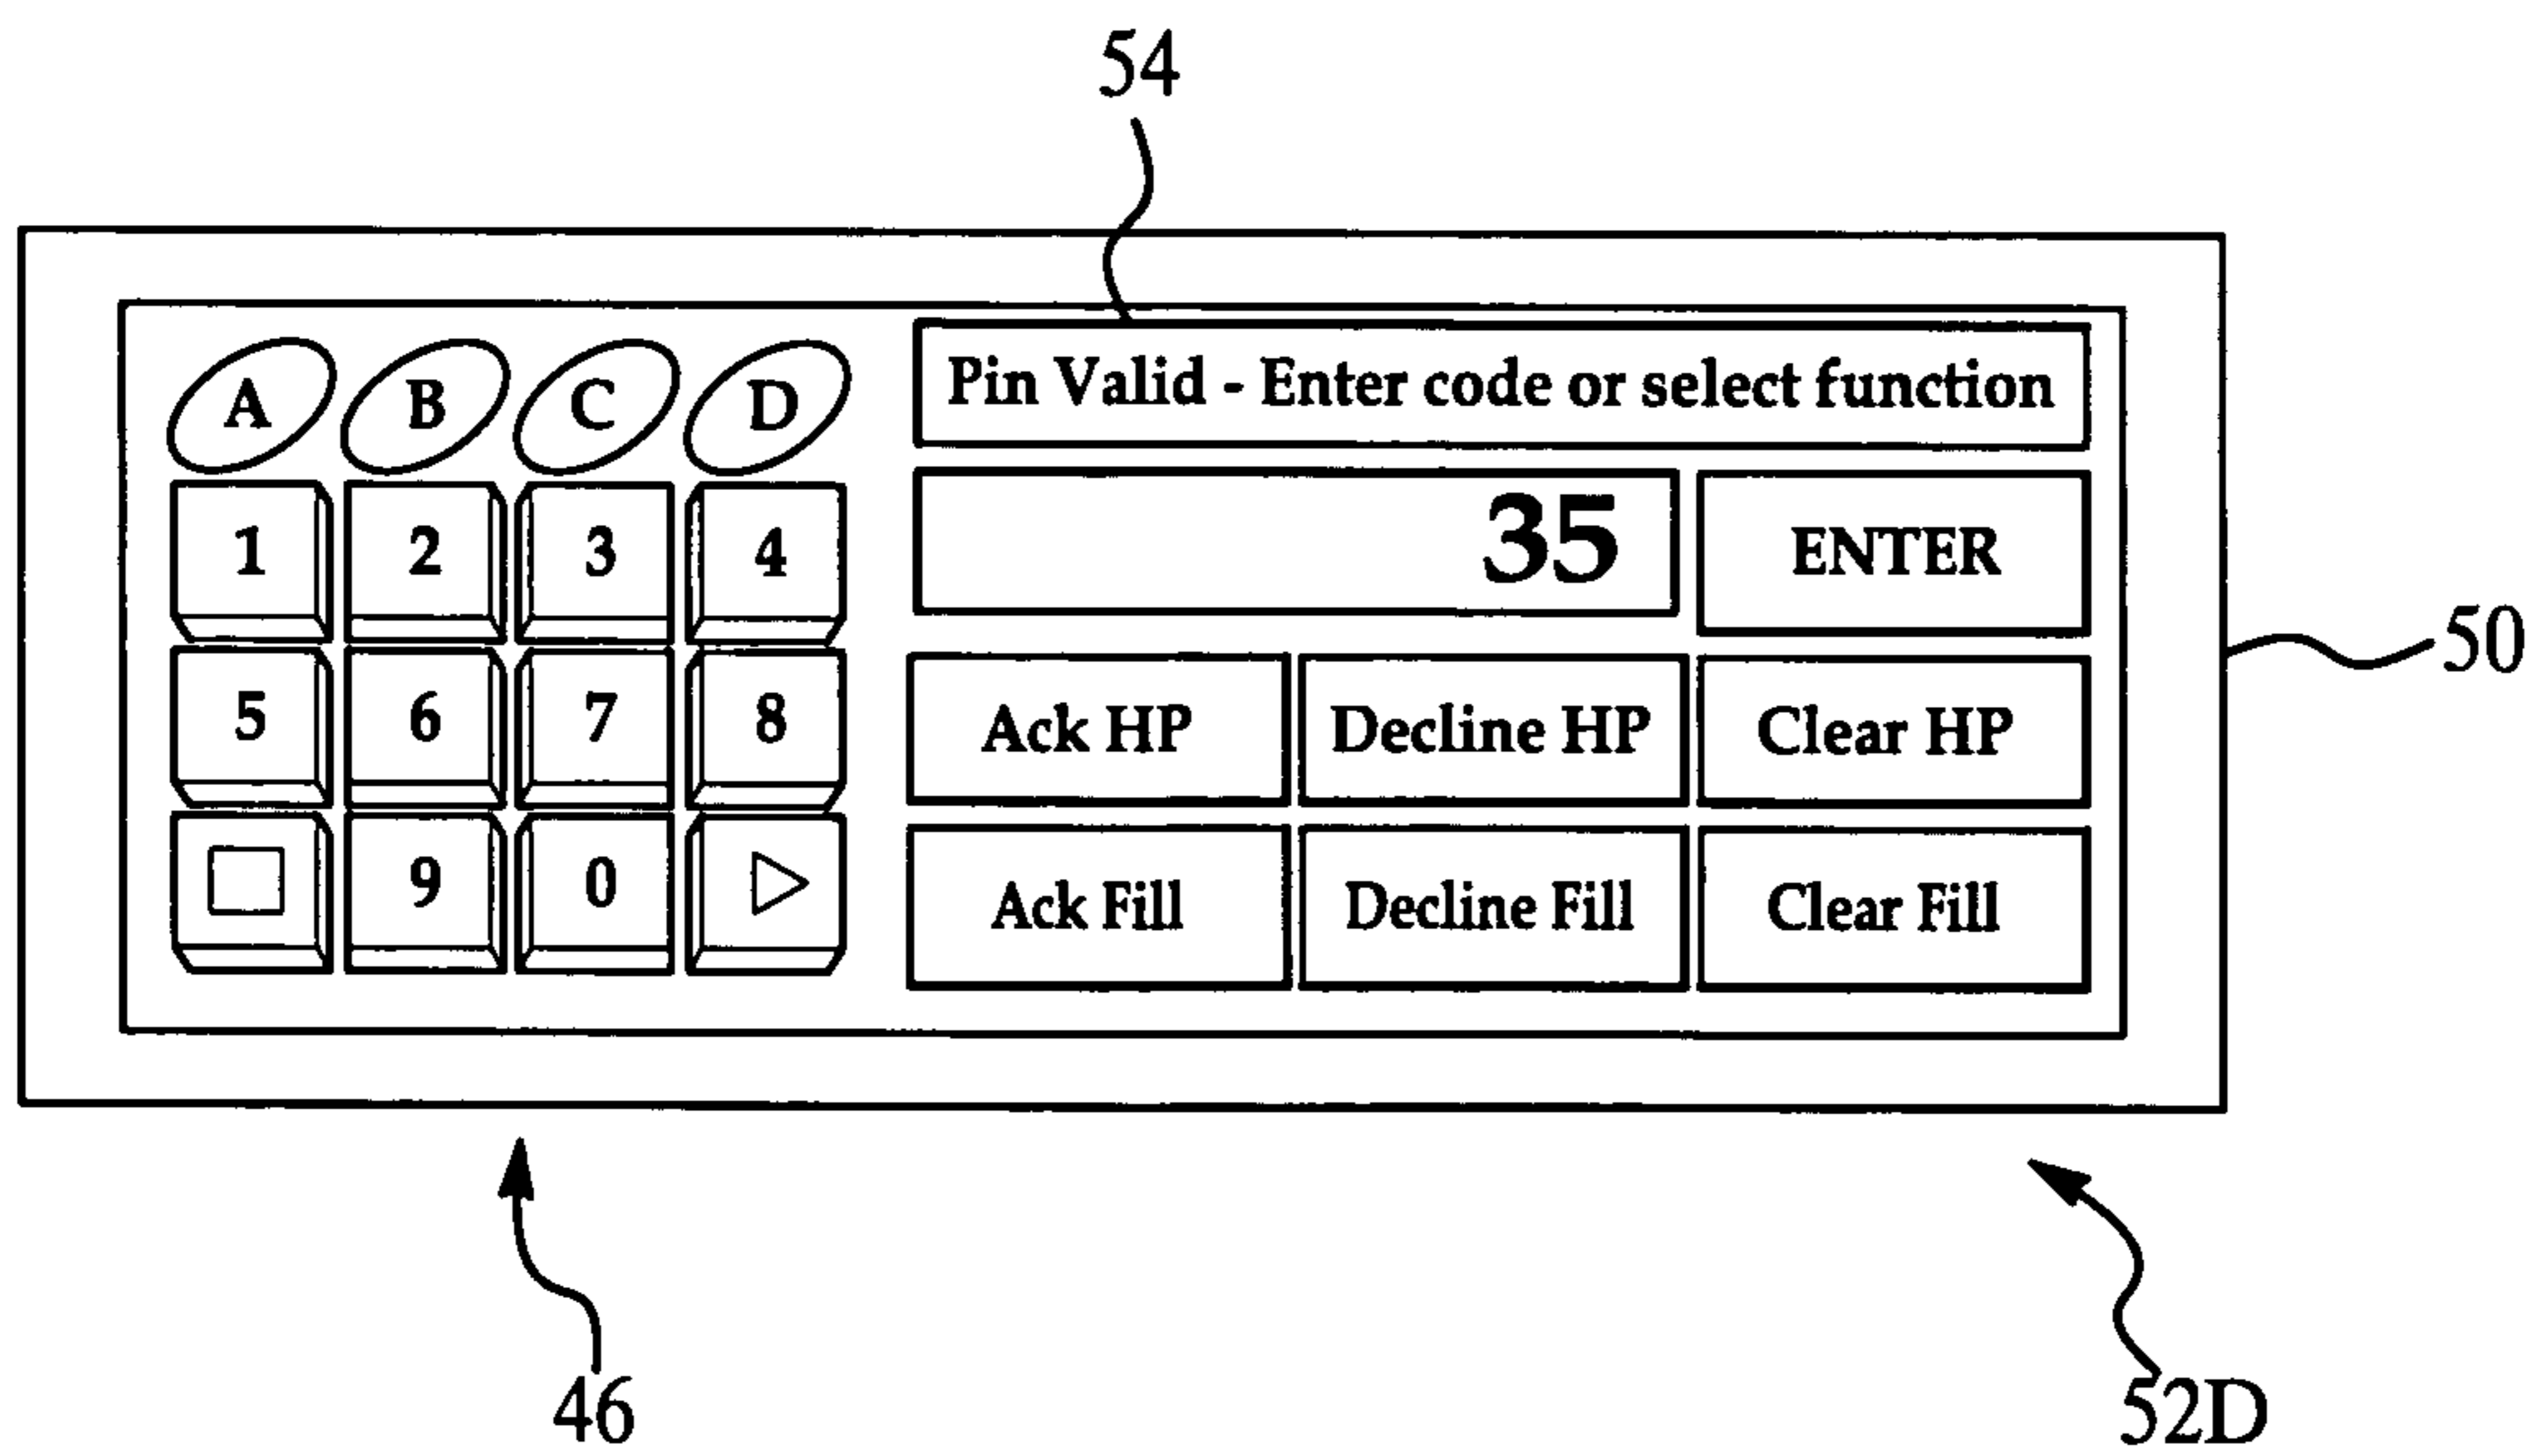 54
A B C D
Pin Valid - Enter code or select function
1 2 3 4
35
ENTER
50
5 6 7 8
Ack HP
Decline HP
Clear HP
9 0
Ack Fill
Decline Fill
Clear Fill
46
52D